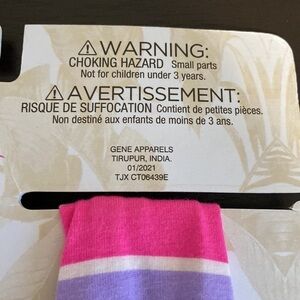 ⚠WARNING:
CHOKING HAZARD Small parts
Not for children under 3 years.
⚠AVERTISSEMENT:
RISQUE DE SUFFOCATION Contient de petites pièces.
Non destiné aux enfants de moins de 3 ans.
GENE APPARELS
TIRUPUR, INDIA.
01/2021
TJX CT06439E